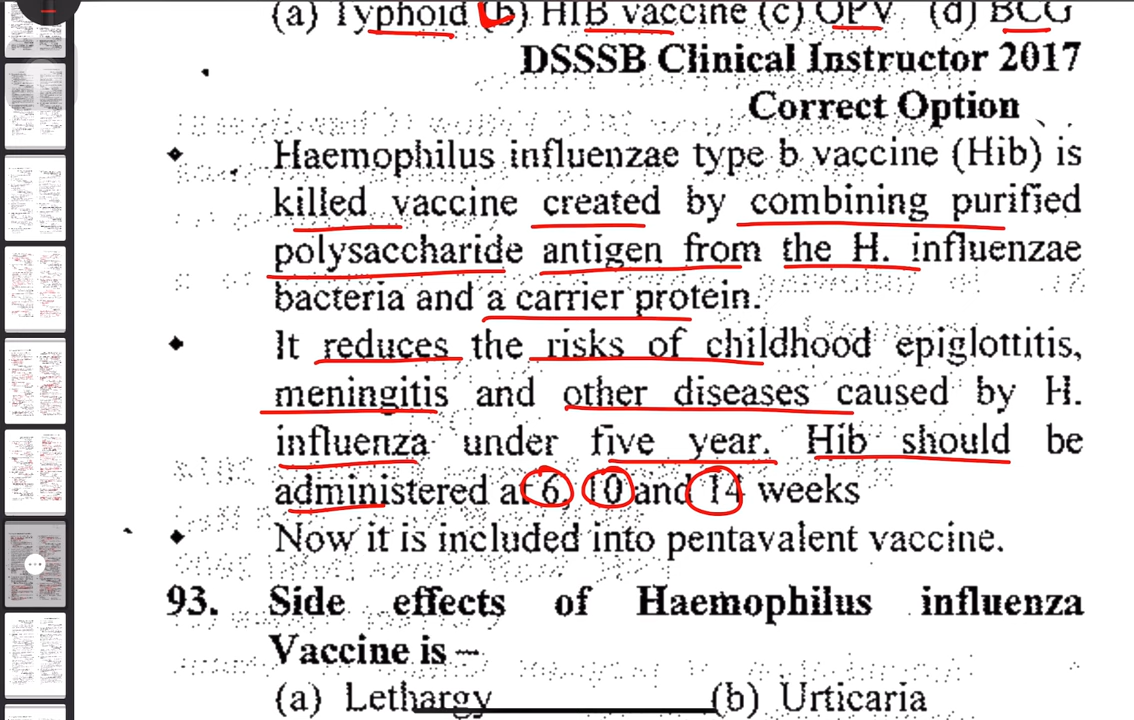 (a) Typhoid (b) HIB vaccine (c) OPV (d) BCG
DSSSB Clinical Instructor 2017
Correct Option
Haemophilus influenzae type b vaccine (Hib) is
killed vaccine created by combining purified
polysaccharide antigen from the H. influenzae
bacteria and a carrier protein.
It reduces the risks of childhood epiglottitis,
meningitis and other diseases caused by H.
influenza under five year. Hib should be
administered at 6, 10 and 14 weeks
Now it is included into pentavalent vaccine.
93. Side effects of Haemophilus influenza
Vaccine is –
(a) Lethargy (b) Urticaria